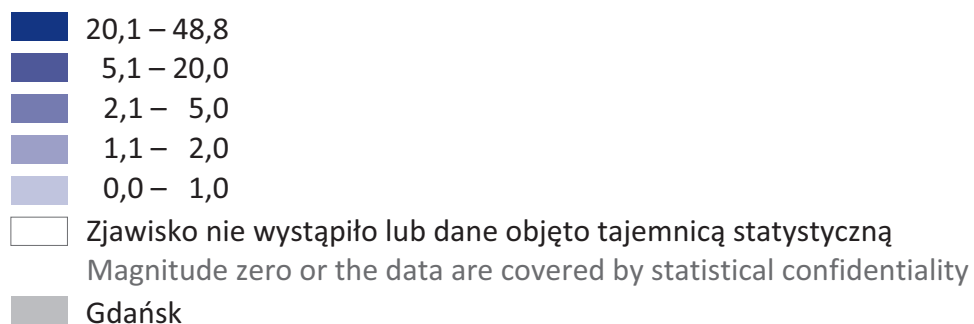 20,1 – 48,8
5,1 – 20,0
2,1 – 5,0
1,1 – 2,0
0,0 – 1,0
Zjawisko nie wystąpiło lub dane objęto tajemnicą statystyczną
Magnitude zero or the data are covered by statistical confidentiality
Gdańsk